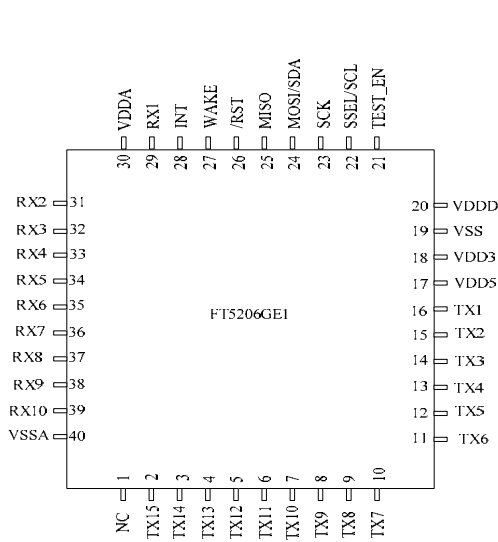 VDDA RX1 INT WAKE /RST MISO MOSI/SDA SCK SSEL/SCL TEST_EN
30 29 28 27 26 25 24 23 22 21
RX2 31 20 VDDD
RX3 32 19 VSS
RX4 33 18 VDD3
RX5 34 17 VDD5
RX6 35 16 TX1
FT5206GE1
RX7 36 15 TX2
RX8 37 14 TX3
RX9 38 13 TX4
RX10 39 12 TX5
VSSA 40 11 TX6
1 2 3 4 5 6 7 8 9 10
NC TX15 TX14 TX13 TX12 TX11 TX10 TX9 TX8 TX7